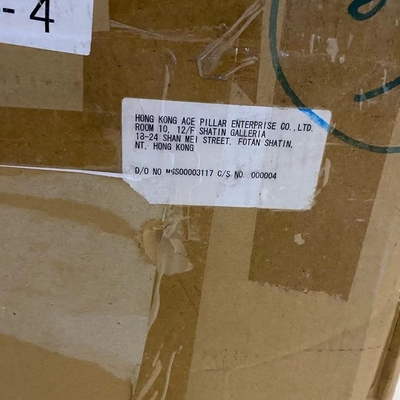 - 4
HONG KONG ACE PILLAR ENTERPRISE CO.,LTD.
ROOM 10, 12/F SHATIN GALLERIA
18-24 SHAN MEI STREET, FOTAN SHATIN,
NT, HONG KONG
D/O NO MSS00003117 C/S NO. 000004